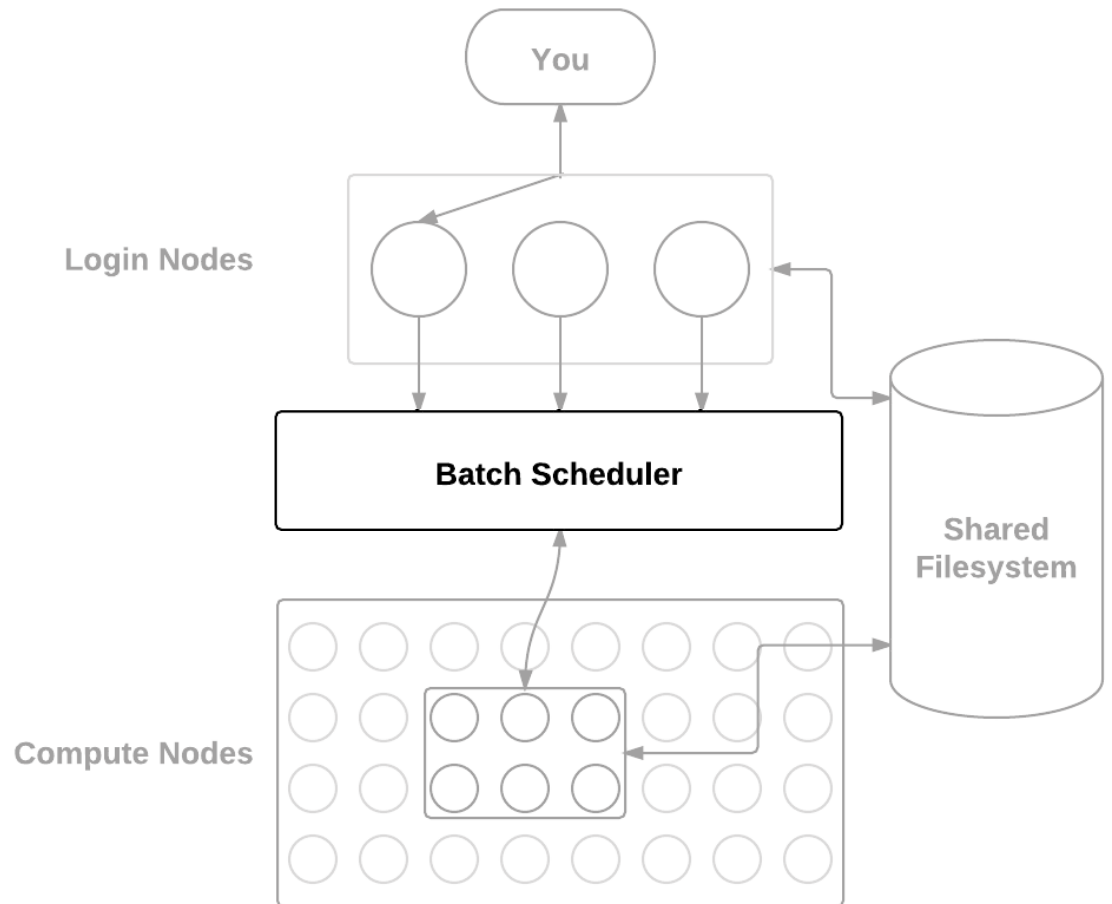 You
Login Nodes
Batch Scheduler
Shared
Filesystem
Compute Nodes